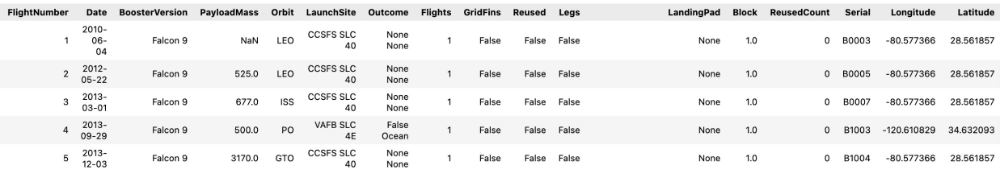 FlightNumber Date BoosterVersion PayloadMass Orbit LaunchSite Outcome Flights GridFins Reused Legs LandingPad Block ReusedCount Serial Longitude Latitude
1 2010-06-04 Falcon 9 NaN LEO CCSFS SLC 40 None None 1 False False False None 1.0 0 B0003 -80.577366 28.561857
2 2012-05-22 Falcon 9 525.0 LEO CCSFS SLC 40 None None 1 False False False None 1.0 0 B0005 -80.577366 28.561857
3 2013-03-01 Falcon 9 677.0 ISS CCSFS SLC 40 None None 1 False False False None 1.0 0 B0007 -80.577366 28.561857
4 2013-09-29 Falcon 9 500.0 PO VAFB SLC 4E False Ocean 1 False False False None 1.0 0 B1003 -120.610829 34.632093
5 2013-12-03 Falcon 9 3170.0 GTO CCSFS SLC 40 None None 1 False False False None 1.0 0 B1004 -80.577366 28.561857